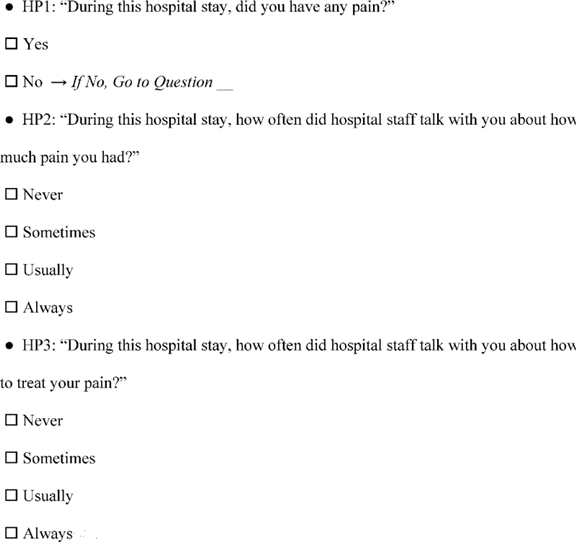 ● HP1: “During this hospital stay, did you have any pain?”
☐ Yes
☐ No → If No, Go to Question __
● HP2: “During this hospital stay, how often did hospital staff talk with you about how
much pain you had?”
☐ Never
☐ Sometimes
☐ Usually
☐ Always
● HP3: “During this hospital stay, how often did hospital staff talk with you about how
to treat your pain?”
☐ Never
☐ Sometimes
☐ Usually
☐ Always